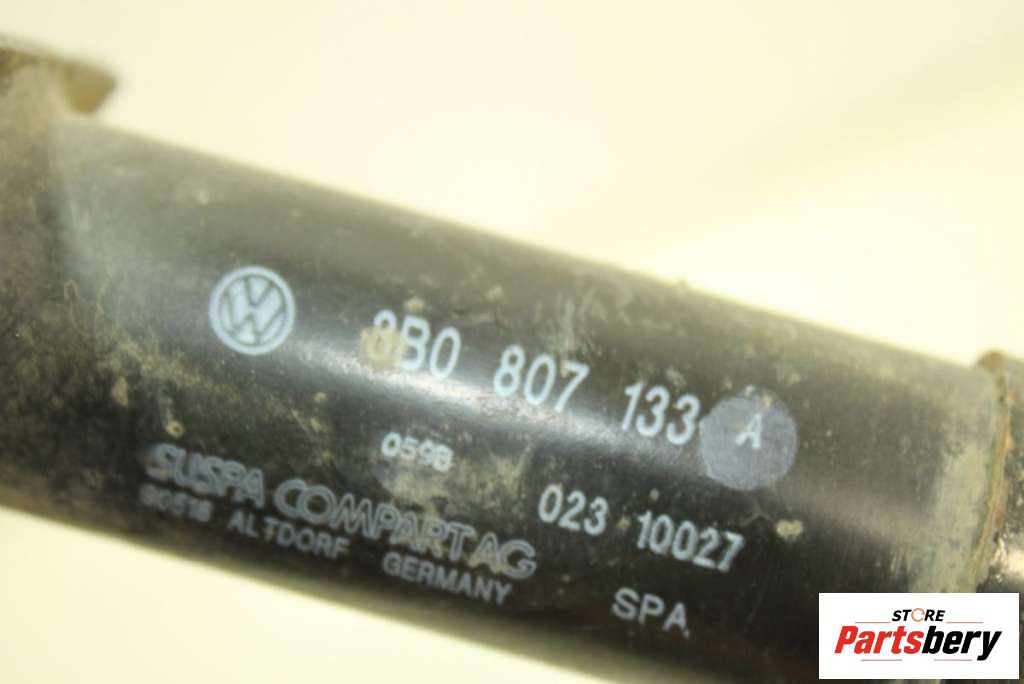 3B0 807 133 A
059B
023 10027
SUSPA COMPART AG
90518 ALTDORF GERMANY
SPA
STORE
Partsbery